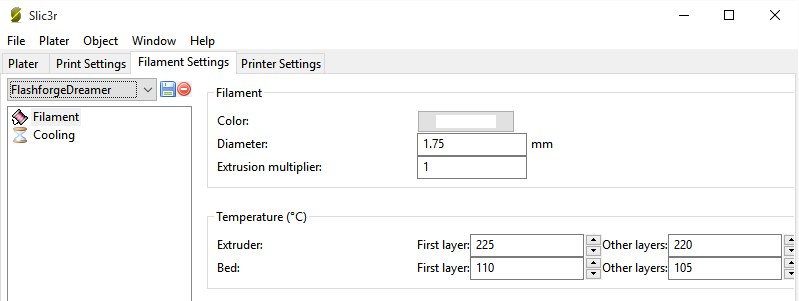 Slic3r
File Plater Object Window Help
Plater Print Settings Filament Settings Printer Settings
FlashforgeDreamer
Filament
Cooling
Filament
Color:
Diameter: 1.75 mm
Extrusion multiplier: 1
Temperature (°C)
Extruder: First layer: 225 Other layers: 220
Bed: First layer: 110 Other layers: 105